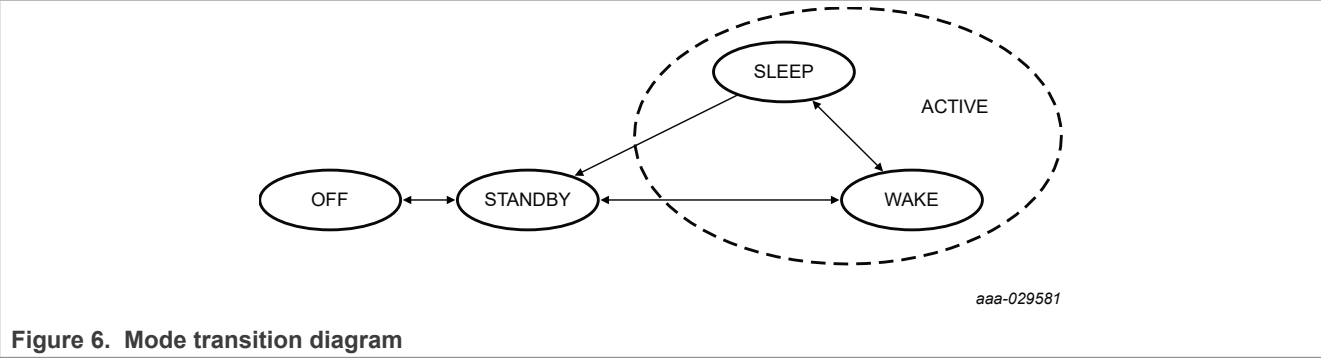 SLEEP
ACTIVE
OFF
STANDBY
WAKE
aaa-029581
Figure 6. Mode transition diagram